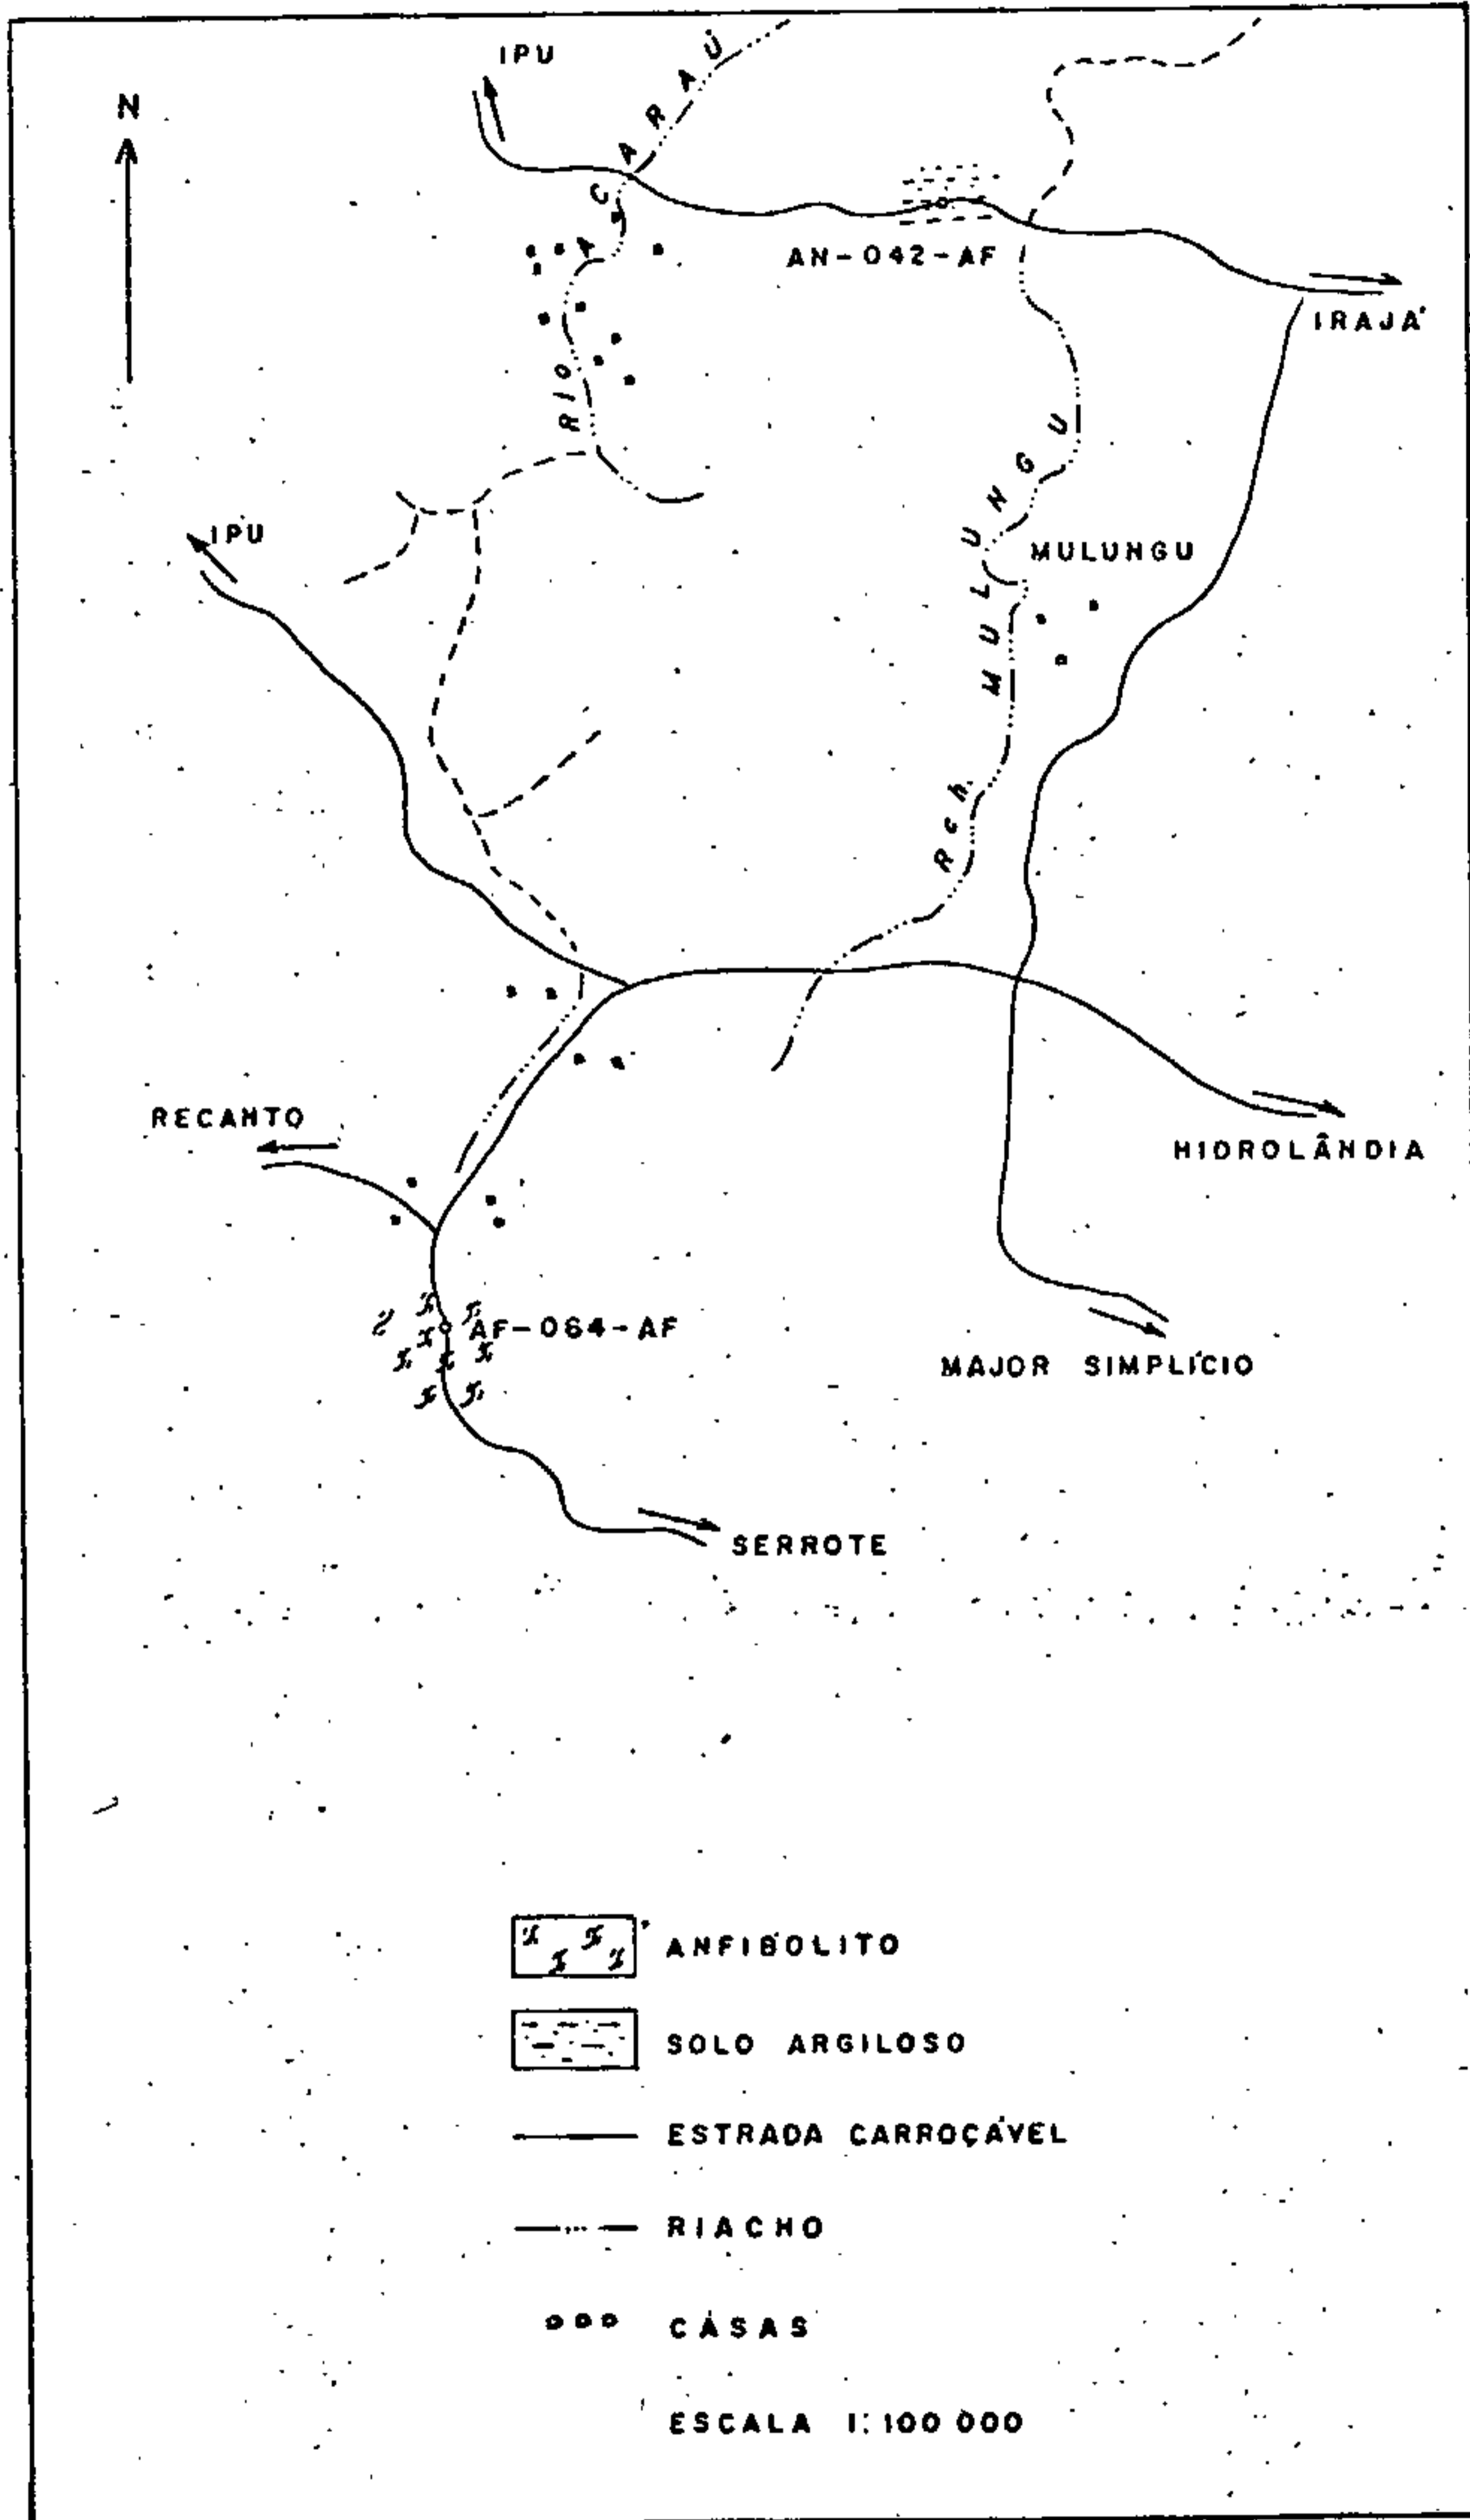 IPU
N
RIO ACARAÚ
AN-042-AF
IRAJÁ
IPU
MULUNGU
Rch. MULUNGU
RECANTO
HIDROLÂNDIA
AF-064-AF
MAJOR SIMPLÍCIO
SERROTE
ANFIBOLITO
SOLO ARGILOSO
ESTRADA CARROÇÁVEL
RIACHO
CASAS
ESCALA 1:100 000